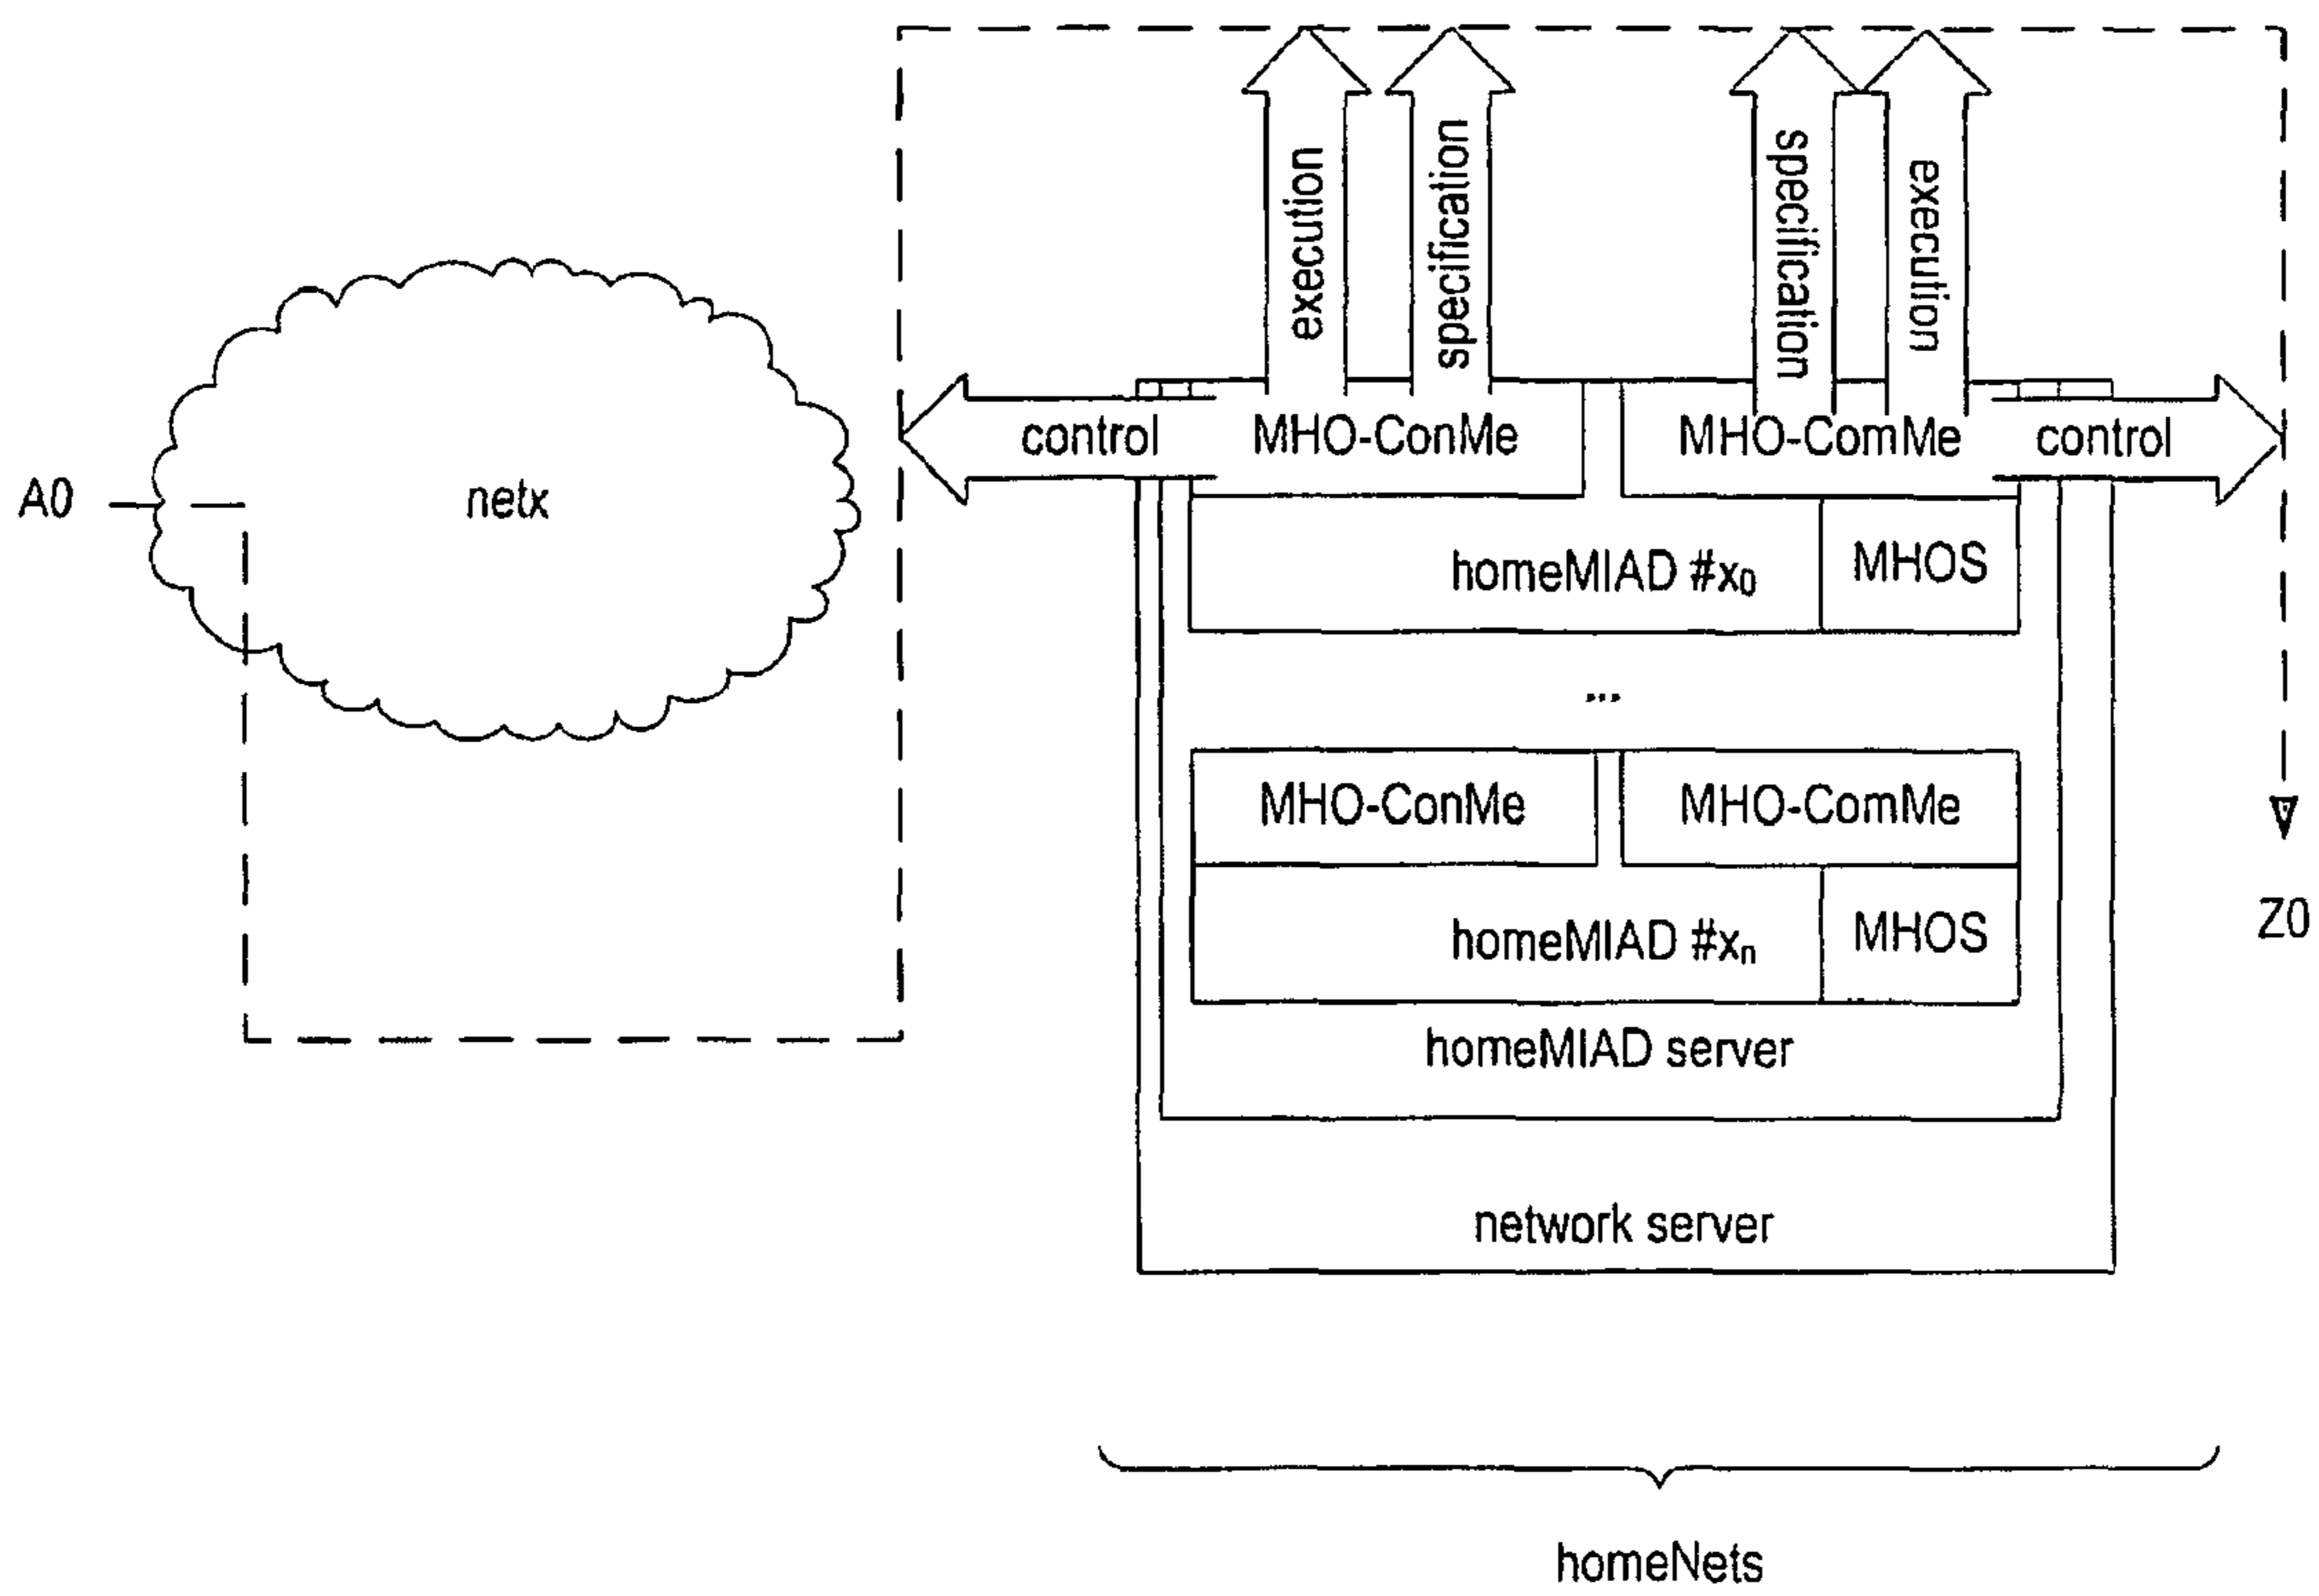 execution
specification
specification
execution
control
MHO-ConMe
MHO-ComMe
control
A0
netx
homeMIAD #x₀
MHOS
...
MHO-ConMe
MHO-ComMe
homeMIAD #xₙ
MHOS
Z0
homeMIAD server
network server
homeNets